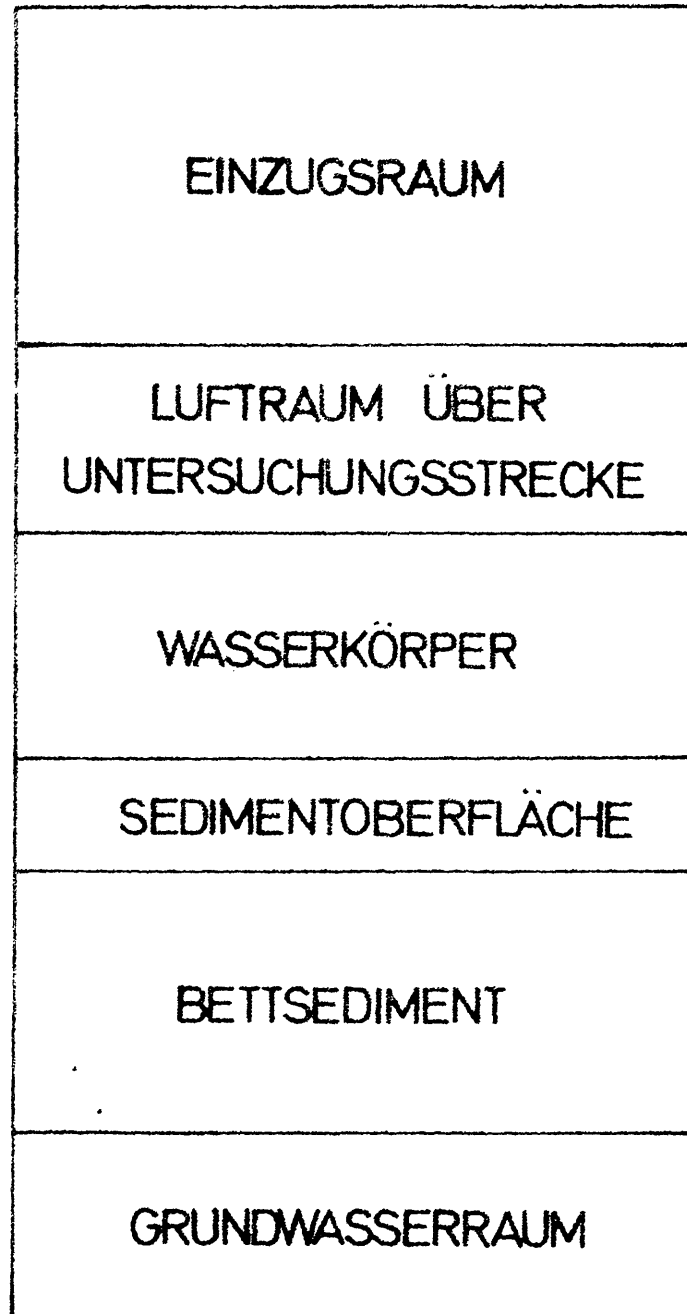 EINZUGSRAUM
LUFTRAUM ÜBER
UNTERSUCHUNGSSTRECKE
WASSERKÖRPER
SEDIMENTOBERFLÄCHE
BETTSEDIMENT
GRUNDWASSERRAUM